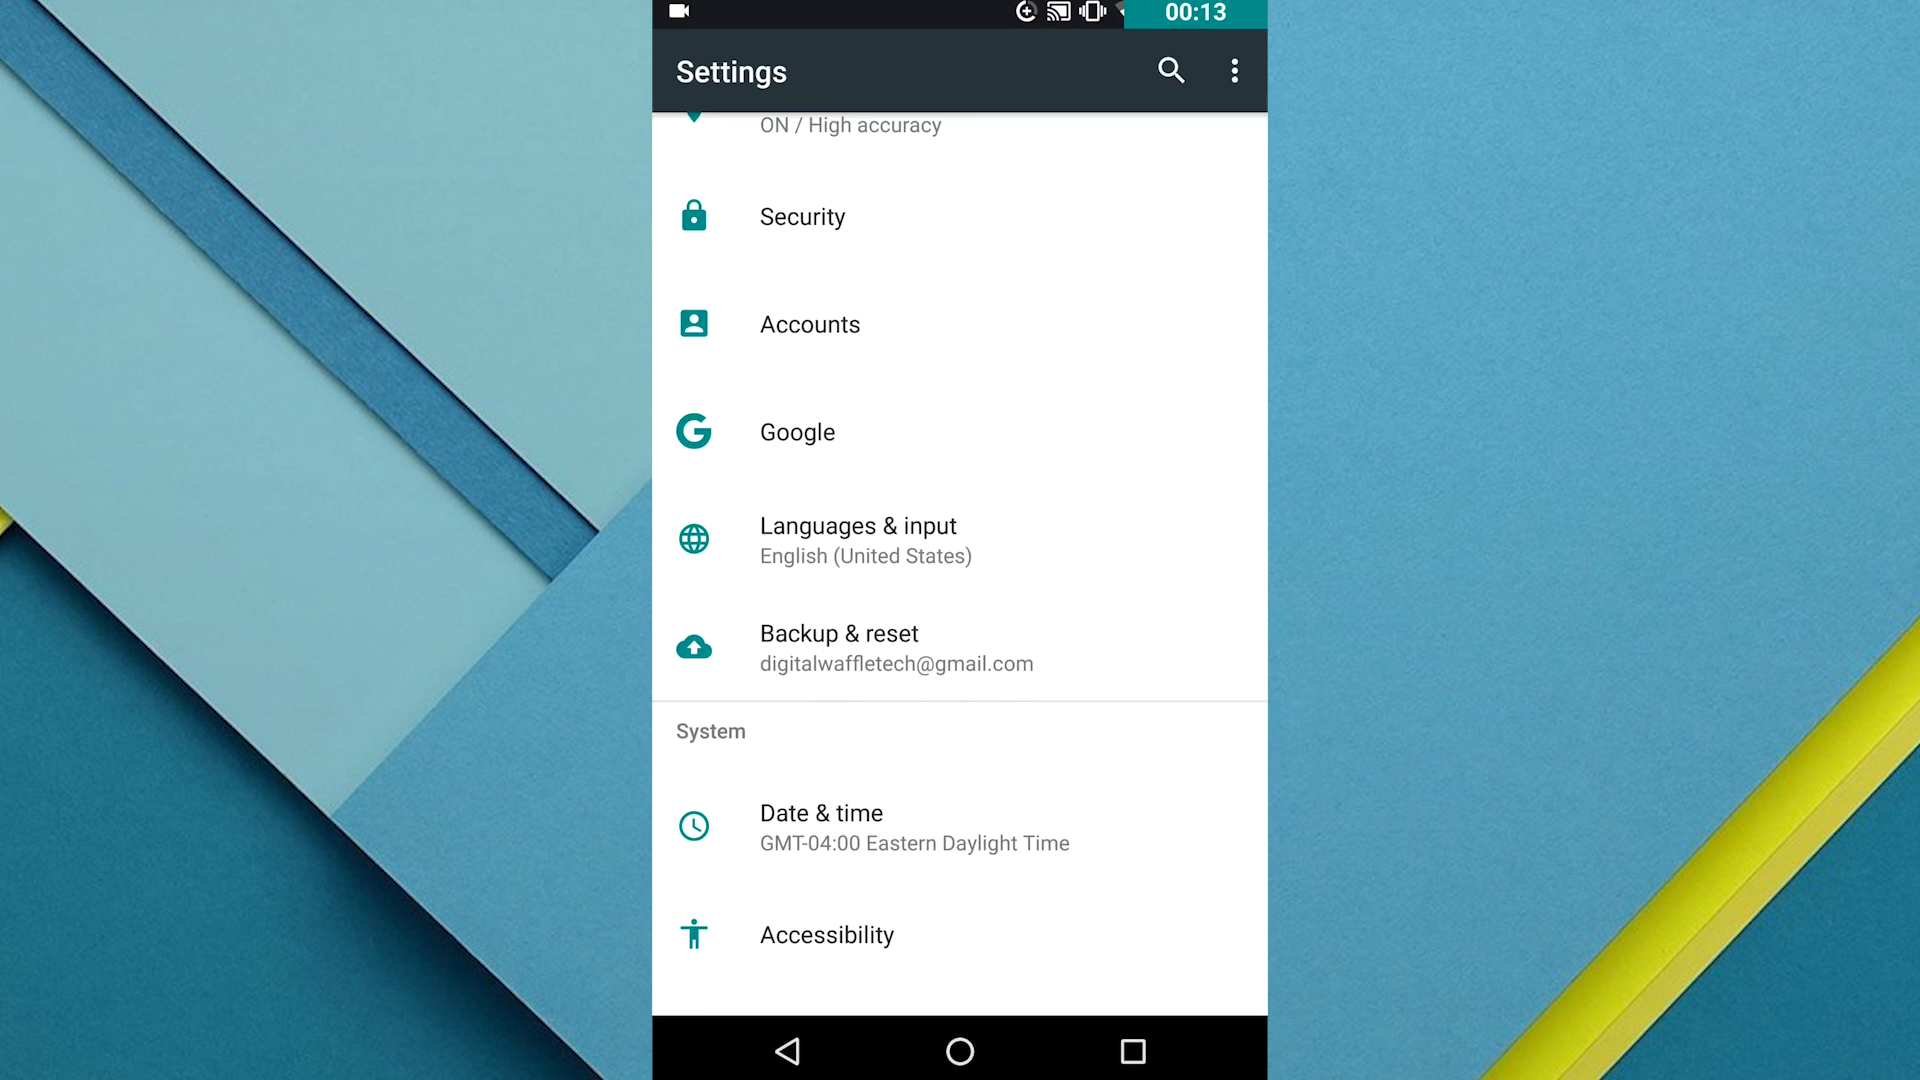 00:13
Settings
ON / High accuracy
Security
Accounts
Google
Languages & input
English (United States)
Backup & reset
digitalwaffletech@gmail.com
System
Date & time
GMT-04:00 Eastern Daylight Time
Accessibility